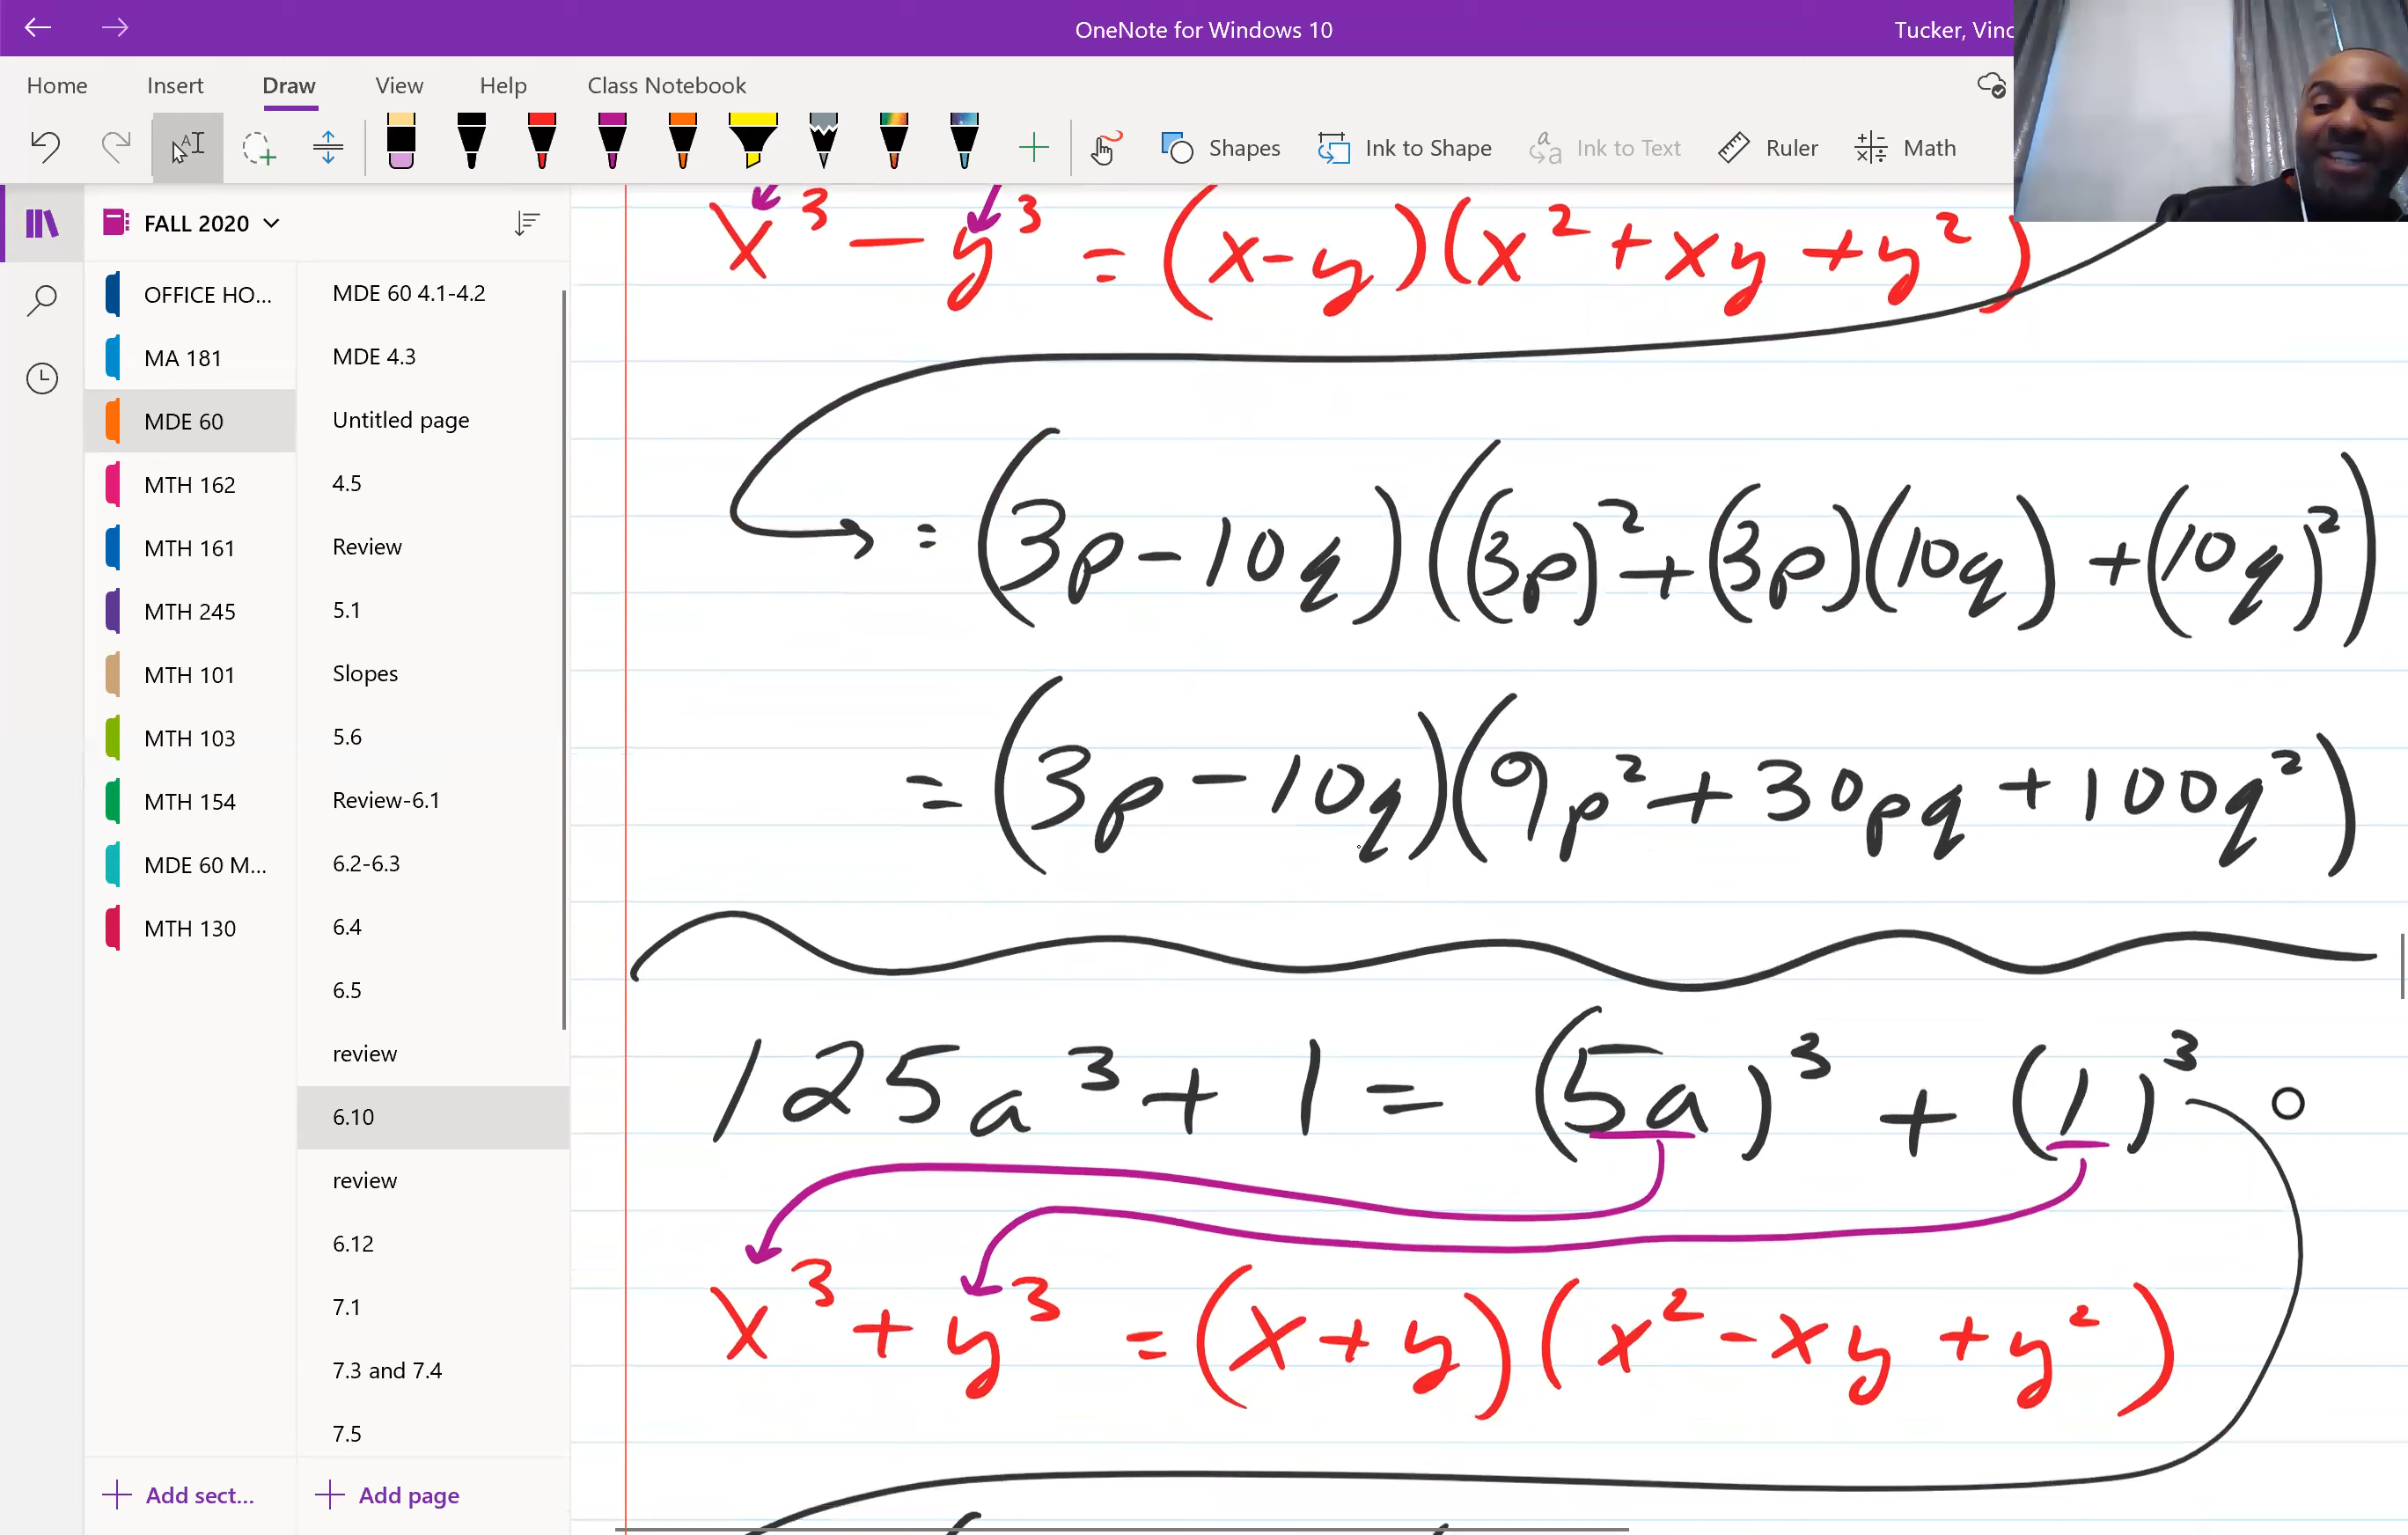 OneNote for Windows 10
Tucker, Vinc
Home Insert Draw View Help Class Notebook
Shapes Ink to Shape Ink to Text Ruler Math
FALL 2020
OFFICE HO...
MA 181
MDE 60
MTH 162
MTH 161
MTH 245
MTH 101
MTH 103
MTH 154
MDE 60 M...
MTH 130
Add sect...
MDE 60 4.1-4.2
MDE 4.3
Untitled page
4.5
Review
5.1
Slopes
5.6
Review-6.1
6.2-6.3
6.4
6.5
review
6.10
review
6.12
7.1
7.3 and 7.4
7.5
Add page
x³ - y³ = (x-y)(x² + xy + y²)
= (3p - 10q)((3p)² + (3p)(10q) + (10q)²)
= (3p - 10q)(9p² + 30pq + 100q²)
125a³ + 1 = (5a)³ + (1)³
x³ + y³ = (x + y)(x² - xy + y²)